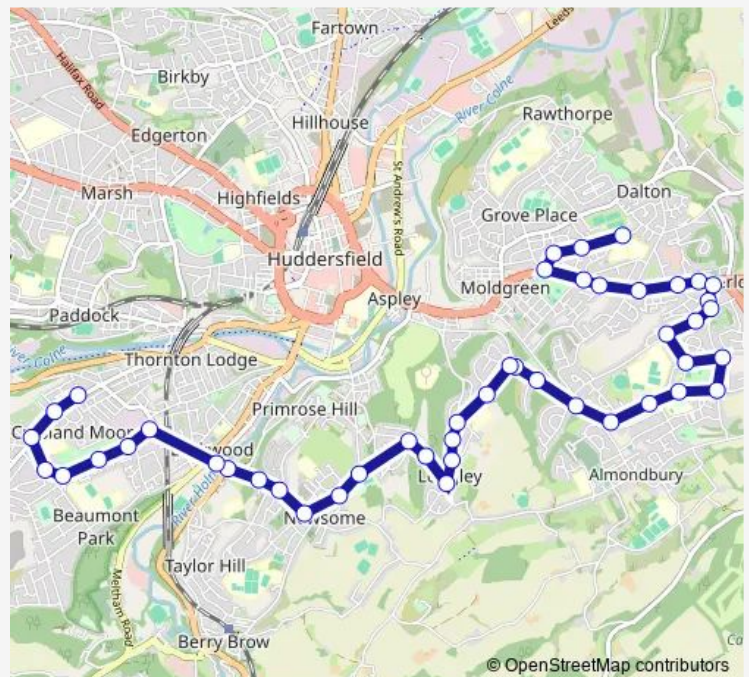 Fartown
Leeds
Halifax Road
Birkby
River Colne
Hillhouse
Rawthorpe
Edgerton
St Andrew's Road
Marsh
Highfields
Dalton
Grove Place
Huddersfield
Moldgreen
Aspley
Paddock
River Colne
Thornton Lodge
Primrose Hill
River Holme
Almondbury
Newsome
Beaumont
Park
Taylor Hill
Meltham Road
Berry Brow
© OpenStreetMap contributors